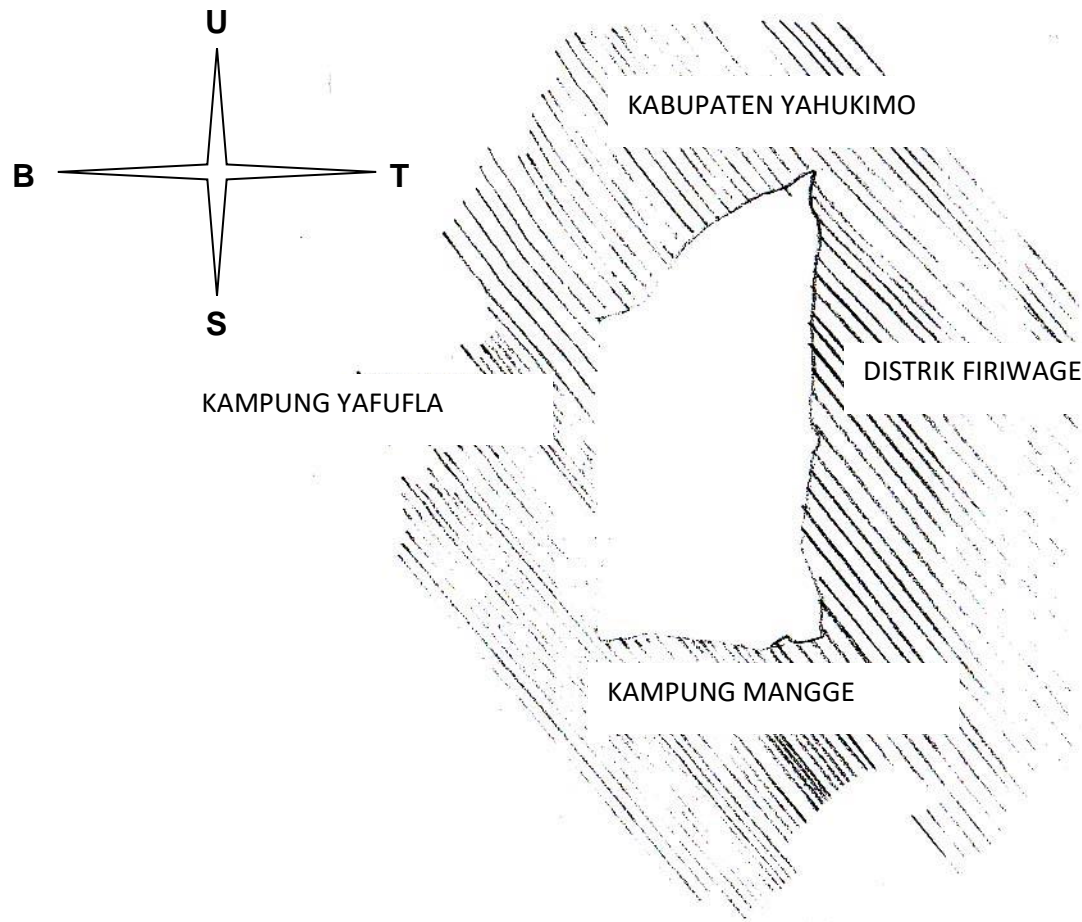 U
KABUPATEN YAHUKIMO
B
T
S
DISTRIK FIRIWAGE
KAMPUNG YAFUFLA
KAMPUNG MANGGE